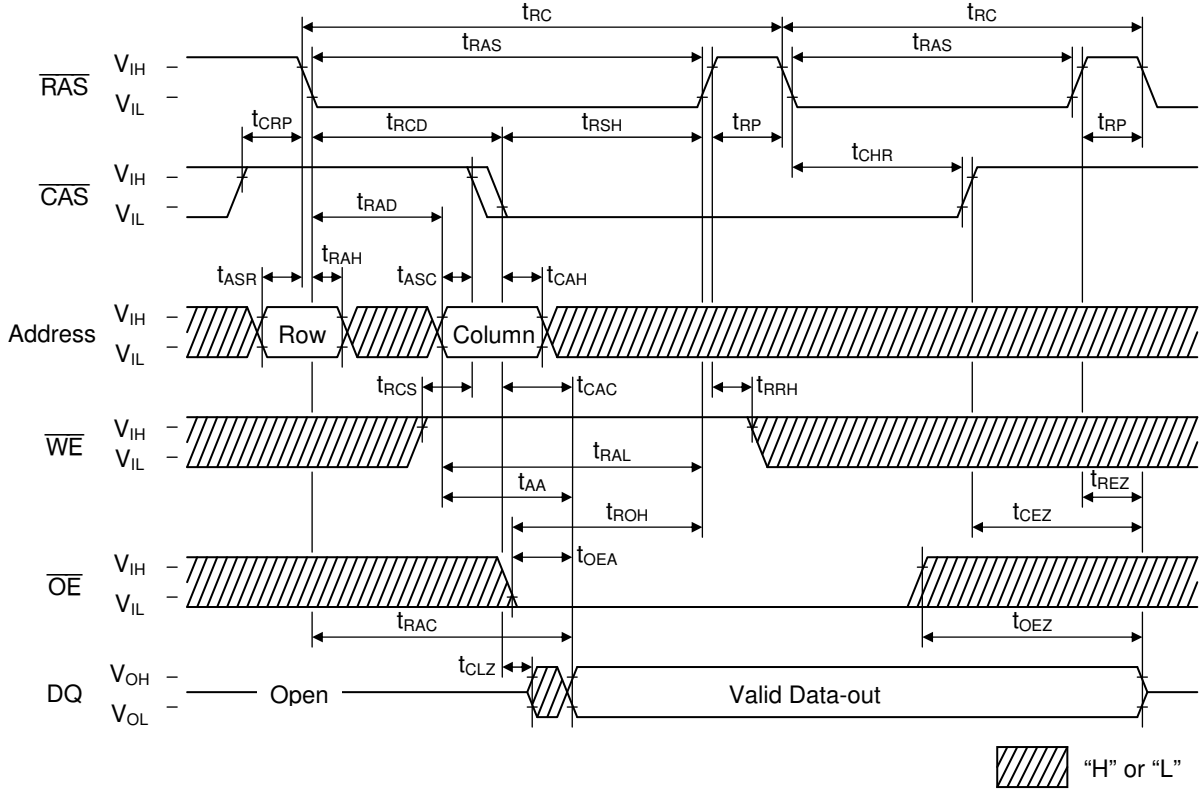 tRC tRC
tRAS tRAS
RAS VIH
VIL
tCRP tRCD tRSH tRP tRP
tCHR
CAS VIH
VIL
tRAD
tRAH
tASR tASC tCAH
Address VIH Row Column
VIL
tRCS tCAC tRRH
WE VIH
VIL
tRAL
tAA tREZ
tROH tCEZ
tOEA
OE VIH
VIL
tRAC tOEZ
tCLZ
DQ VOH Open Valid Data-out
VOL
“H” or “L”